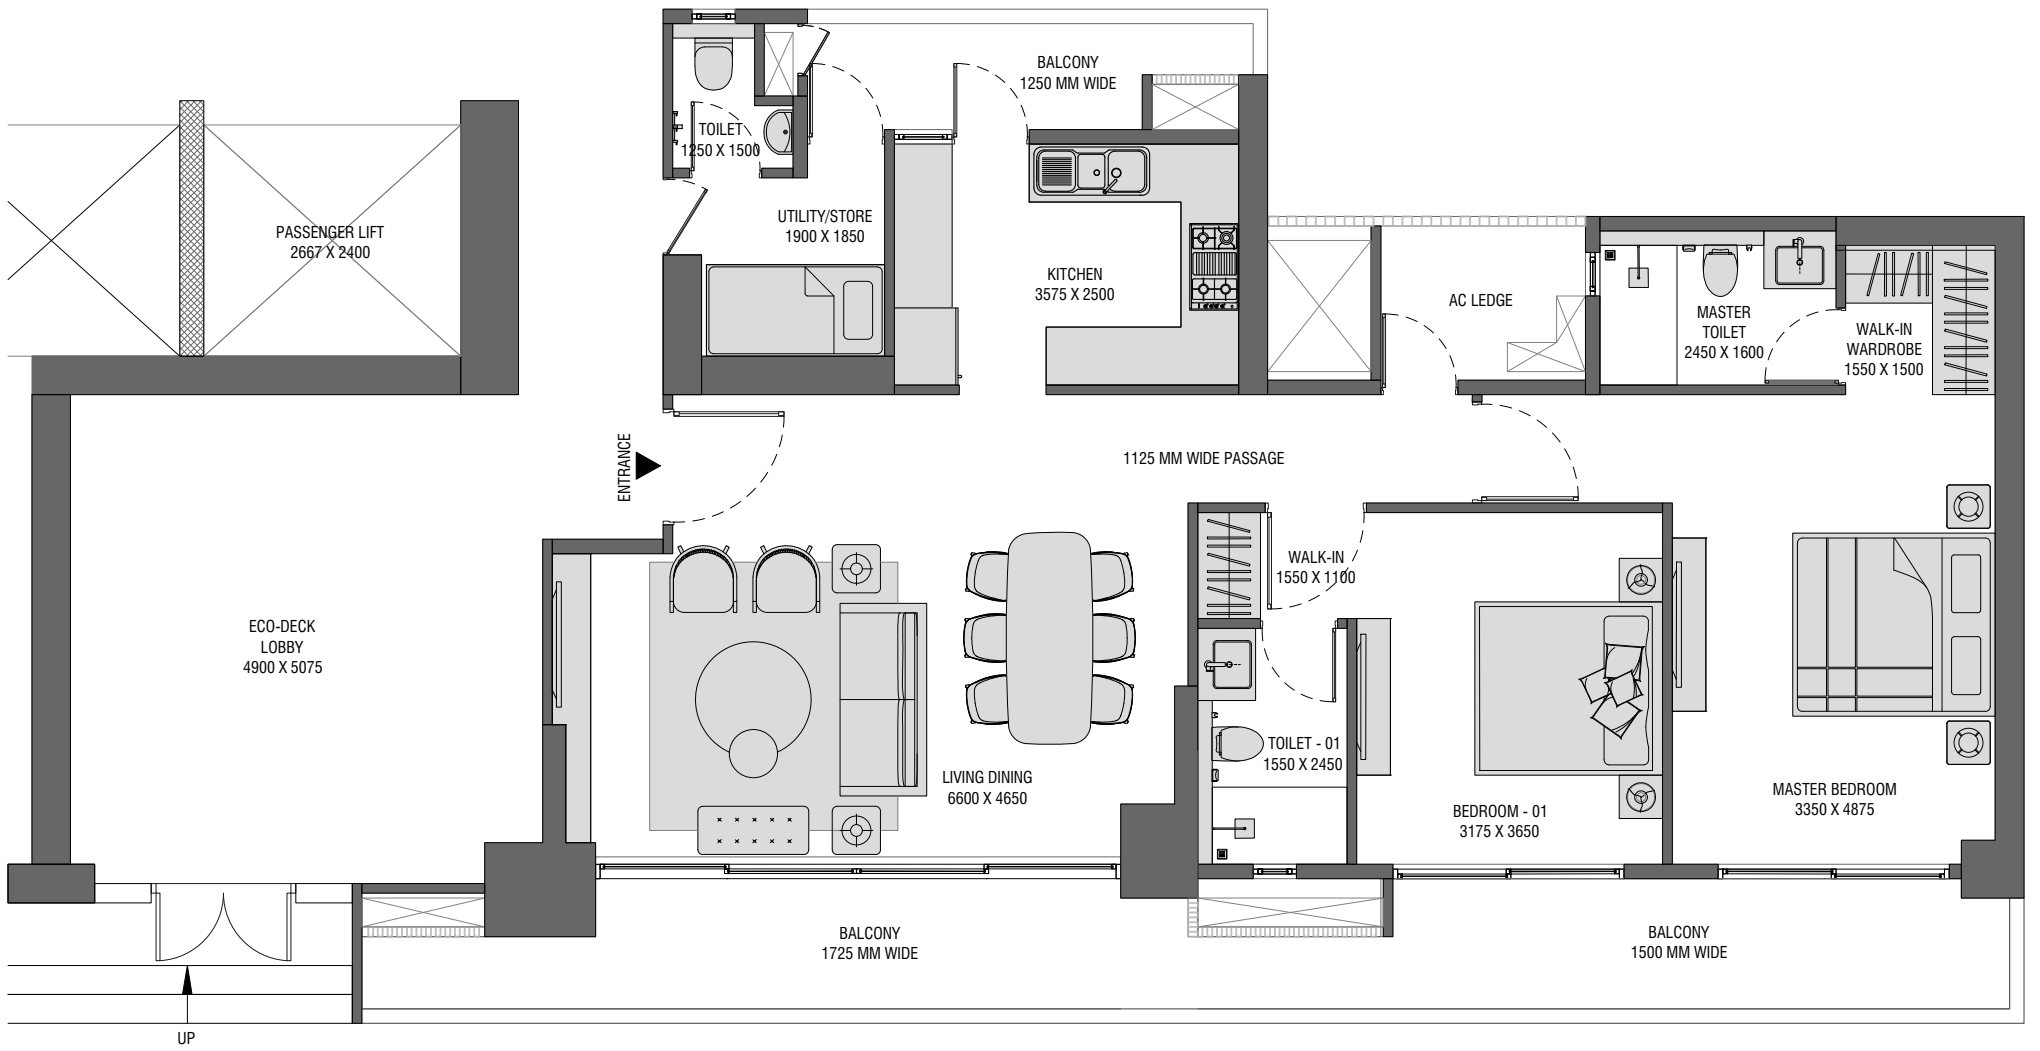 BALCONY
1250 MM WIDE
TOILET
1250 X 1500
UTILITY/STORE
1900 X 1850
PASSENGER LIFT
2667 X 2400
KITCHEN
3575 X 2500
AC LEDGE
MASTER
TOILET
2450 X 1600
WALK-IN
WARDROBE
1550 X 1500
ENTRANCE
1125 MM WIDE PASSAGE
WALK-IN
1550 X 1100
ECO-DECK
LOBBY
4900 X 5075
TOILET - 01
1550 X 2450
LIVING DINING
6600 X 4650
BEDROOM - 01
3175 X 3650
MASTER BEDROOM
3350 X 4875
BALCONY
1725 MM WIDE
BALCONY
1500 MM WIDE
UP